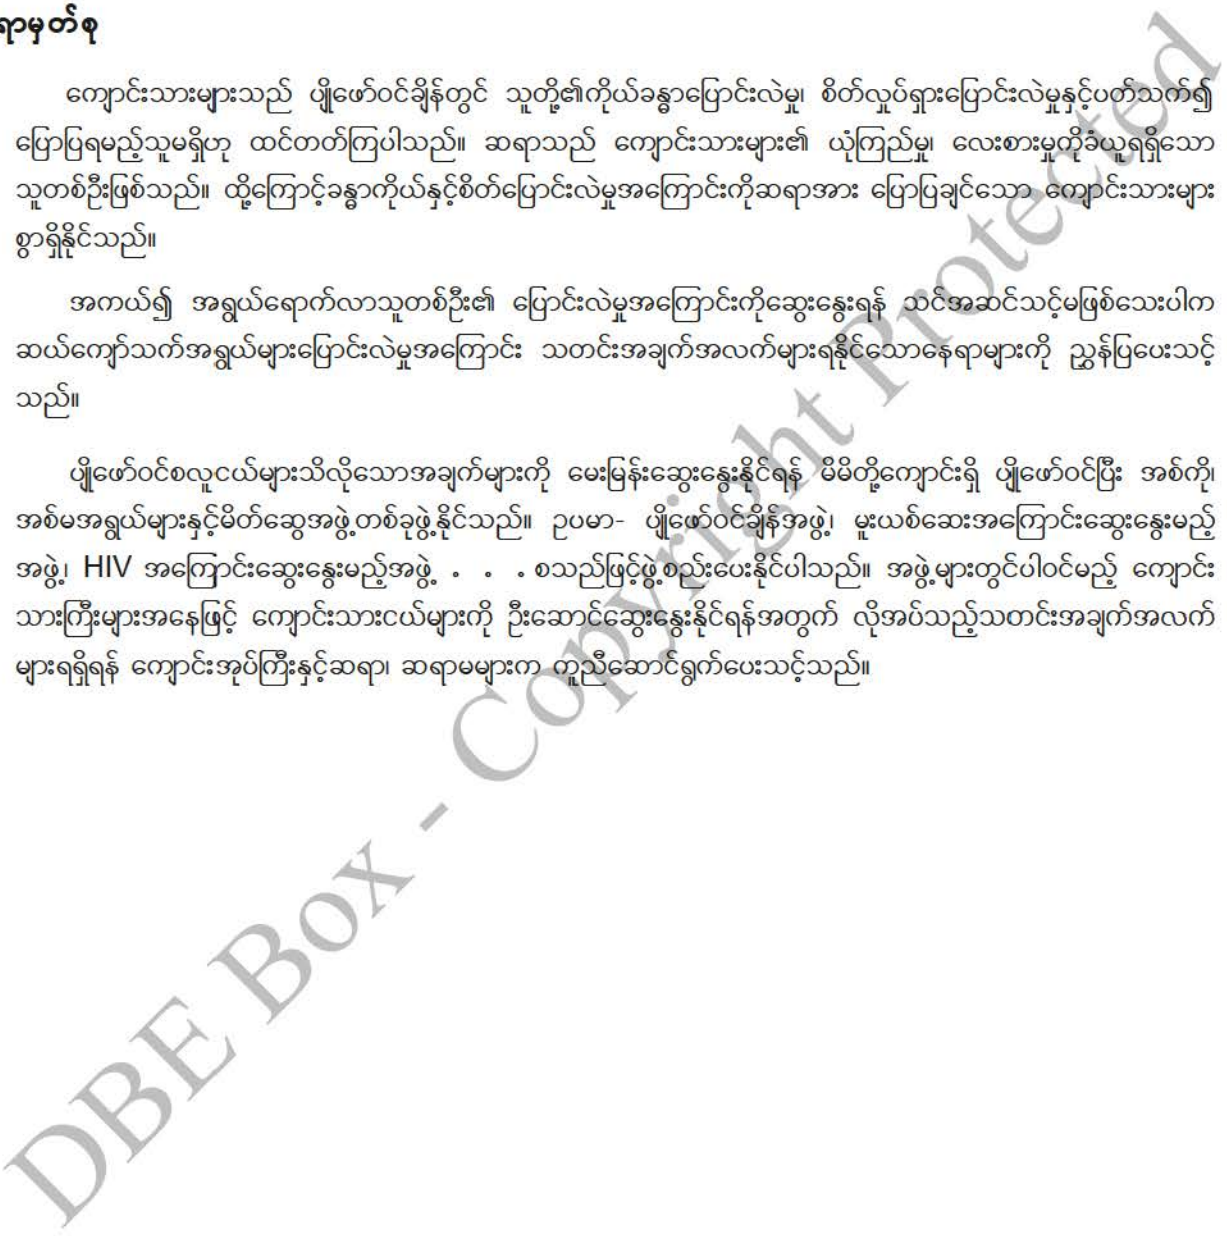 ရာမှတ်စု
ကျောင်းသားများသည် ပျိုဖော်ဝင်ချိန်တွင် သူတို့၏ကိုယ်ခန္ဓာပြောင်းလဲမှု၊ စိတ်လှုပ်ရှားပြောင်းလဲမှုနှင့်ပတ်သက်၍
ပြောပြရမည့်သူမရှိဟု ထင်တတ်ကြပါသည်။ ဆရာသည် ကျောင်းသားများ၏ ယုံကြည်မှု၊ လေးစားမှုကိုခံယူရရှိသော
သူတစ်ဦးဖြစ်သည်။ ထို့ကြောင့်ခန္ဓာကိုယ်နှင့်စိတ်ပြောင်းလဲမှုအကြောင်းကိုဆရာအား ပြောပြချင်သော ကျောင်းသားများ
စွာရှိနိုင်သည်။
အကယ်၍ အရွယ်ရောက်လာသူတစ်ဦး၏ ပြောင်းလဲမှုအကြောင်းကိုဆွေးနွေးရန် သင်အဆင်သင့်မဖြစ်သေးပါက
ဆယ်ကျော်သက်အရွယ်များပြောင်းလဲမှုအကြောင်း သတင်းအချက်အလက်များရနိုင်သောနေရာများကို ညွှန်ပြပေးသင့်
သည်။
ပျိုဖော်ဝင်စလူငယ်များသိလိုသောအချက်များကို မေးမြန်းဆွေးနွေးနိုင်ရန် မိမိတို့ကျောင်းရှိ ပျိုဖော်ဝင်ပြီး အစ်ကို၊
အစ်မအရွယ်များနှင့်မိတ်ဆွေအဖွဲ့တစ်ခုဖွဲ့နိုင်သည်။ ဥပမာ- ပျိုဖော်ဝင်ချိန်အဖွဲ့၊ မူးယစ်ဆေးအကြောင်းဆွေးနွေးမည့်
အဖွဲ့၊ HIV အကြောင်းဆွေးနွေးမည့်အဖွဲ့ . . . စသည်ဖြင့်ဖွဲ့စည်းပေးနိုင်ပါသည်။ အဖွဲ့များတွင်ပါဝင်မည့် ကျောင်း
သားကြီးများအနေဖြင့် ကျောင်းသားငယ်များကို ဦးဆောင်ဆွေးနွေးနိုင်ရန်အတွက် လိုအပ်သည့်သတင်းအချက်အလက်
များရရှိရန် ကျောင်းအုပ်ကြီးနှင့်ဆရာ၊ ဆရာမများက ကူညီဆောင်ရွက်ပေးသင့်သည်။
DBE Box - Copyright Protected